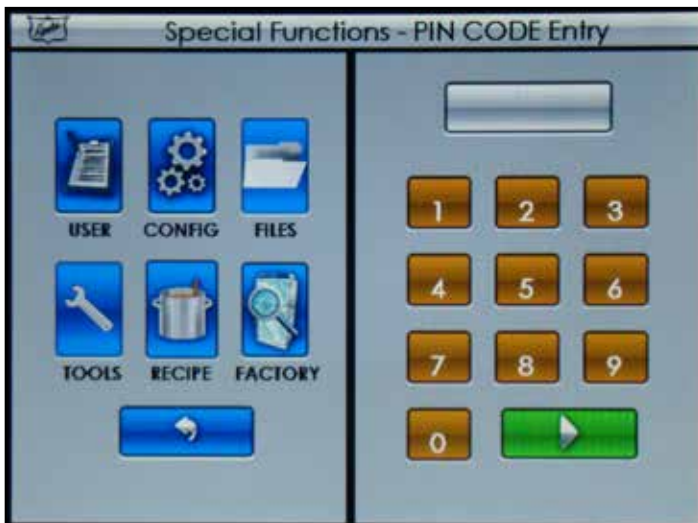 Special Functions - PIN CODE Entry
USER CONFIG FILES
TOOLS RECIPE FACTORY
1 2 3
4 5 6
7 8 9
0